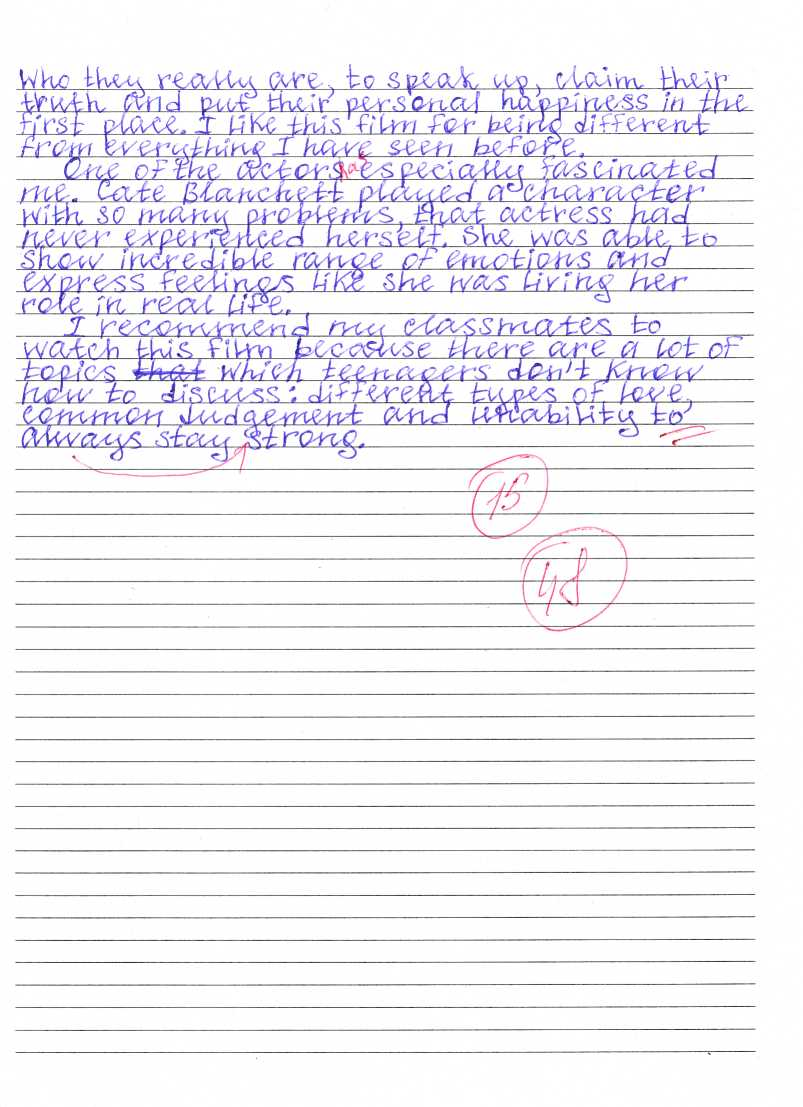 who they really are, to speak up, claim their
truth and put their personal happiness in the
first place. I like this film for being different
from everything I have seen before.
One of the actors has especially fascinated
me. Cate Blanchett played a character
with so many problems, that actress had
never experienced herself. She was able to
show incredible range of emotions and
express feelings like she was living her
role in real life.
I recommend my classmates to
watch this film because there are a lot of
topics that which teenagers don't know
how to discuss: different types of love,
common judgement and unability to
always stay strong.
15
48